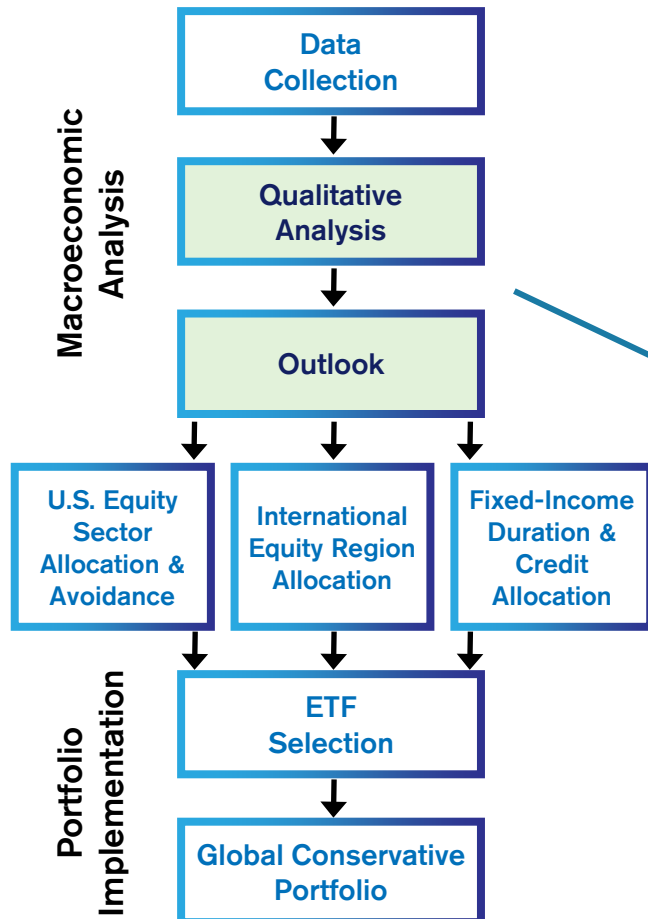 Macroeconomic
Analysis
Data
Collection
Qualitative
Analysis
Outlook
U.S. Equity
Sector
Allocation &
Avoidance
International
Equity Region
Allocation
Fixed-Income
Duration &
Credit
Allocation
Portfolio
Implementation
ETF
Selection
Global Conservative
Portfolio